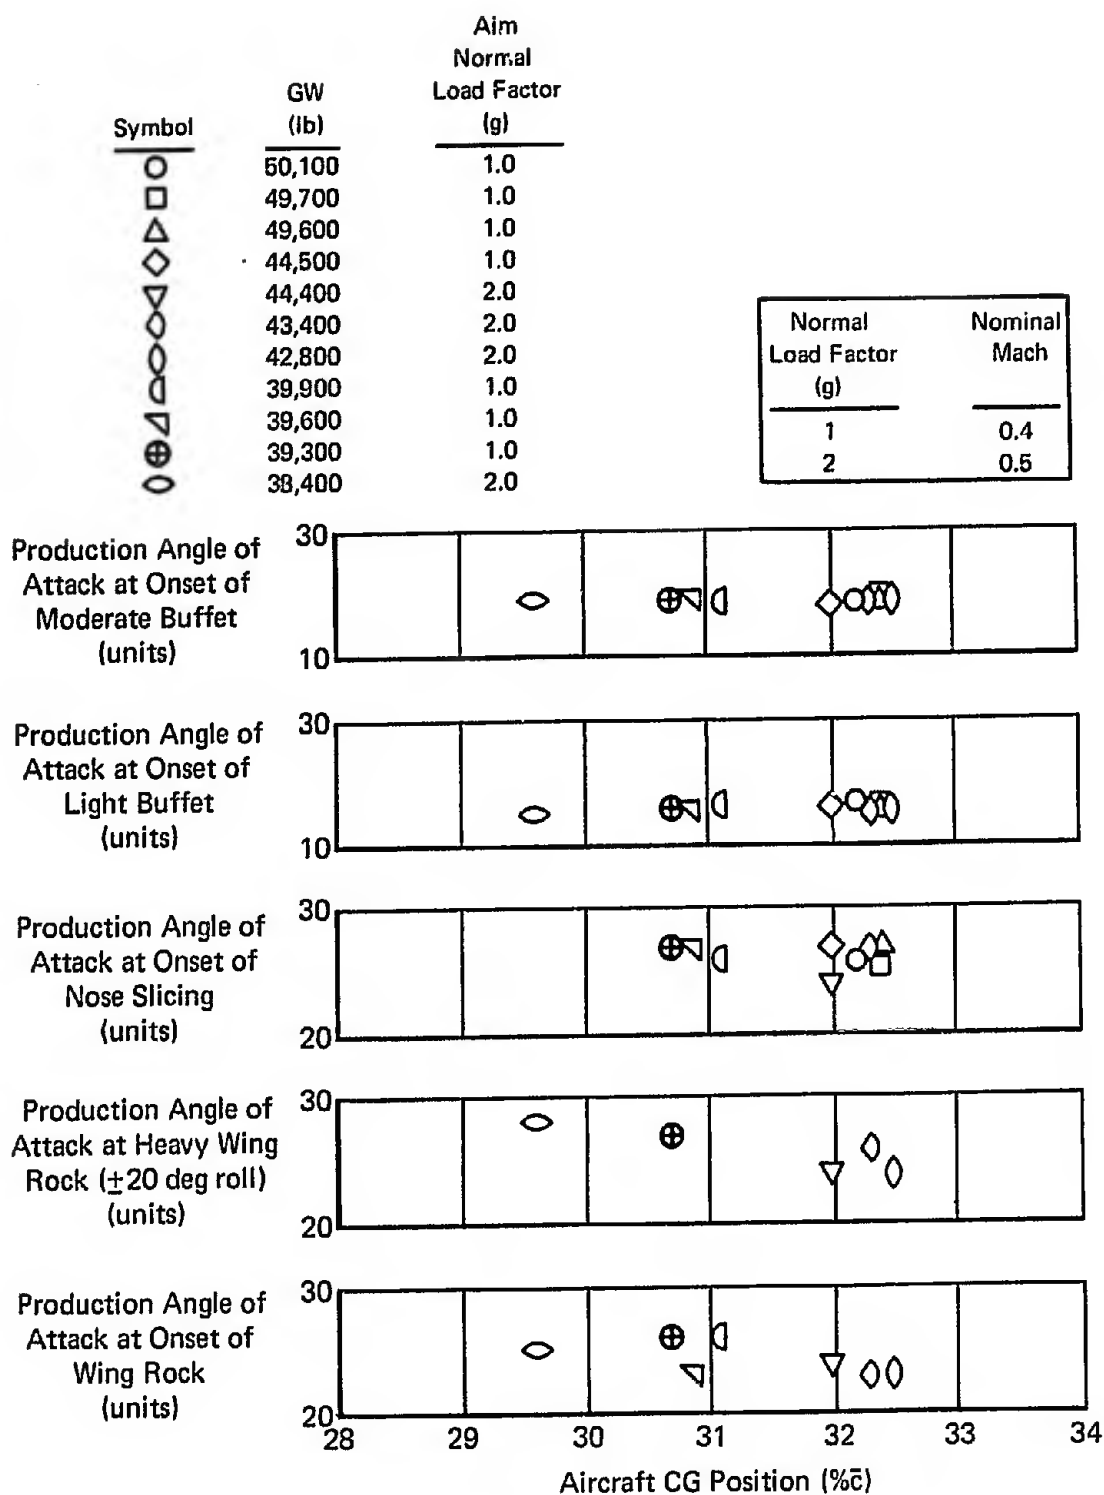 Aim
Normal
Load Factor
(g)
GW
(lb)
Symbol
50,100 1.0
49,700 1.0
49,600 1.0
44,500 1.0
44,400 2.0
43,400 2.0
42,800 2.0
39,900 1.0
39,600 1.0
39,300 1.0
38,400 2.0
Normal Nominal
Load Factor Mach
(g)
1 0.4
2 0.5
Production Angle of
Attack at Onset of
Moderate Buffet
(units)
30
10
Production Angle of
Attack at Onset of
Light Buffet
(units)
30
10
Production Angle of
Attack at Onset of
Nose Slicing
(units)
30
20
Production Angle of
Attack at Heavy Wing
Rock (±20 deg roll)
(units)
30
20
Production Angle of
Attack at Onset of
Wing Rock
(units)
30
20
28 29 30 31 32 33 34
Aircraft CG Position (%c̄)